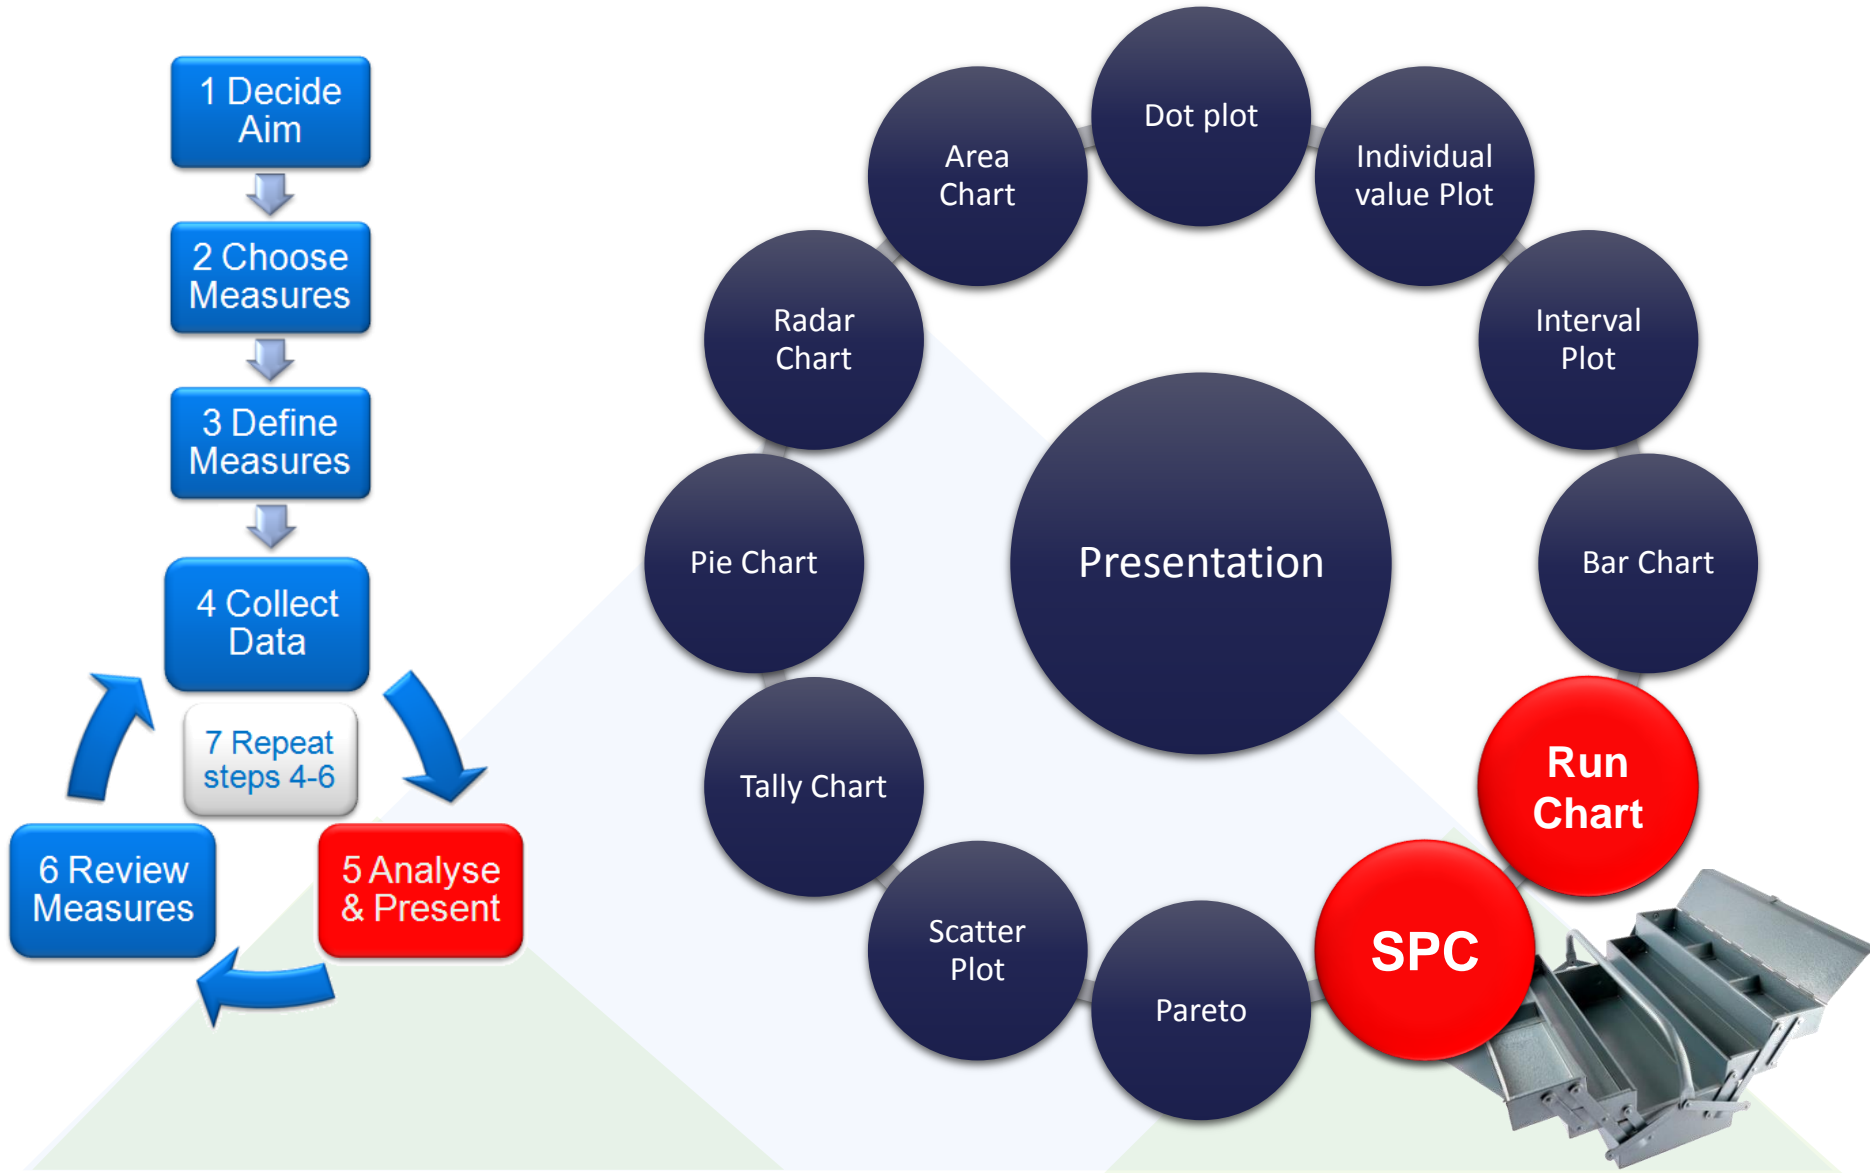 1 Decide
Aim
2 Choose
Measures
3 Define
Measures
4 Collect
Data
7 Repeat
steps 4-6
6 Review
Measures
5 Analyse
& Present
Presentation
Dot plot
Individual
value Plot
Interval
Plot
Bar Chart
Run
Chart
SPC
Pareto
Scatter
Plot
Tally Chart
Pie Chart
Radar
Chart
Area
Chart